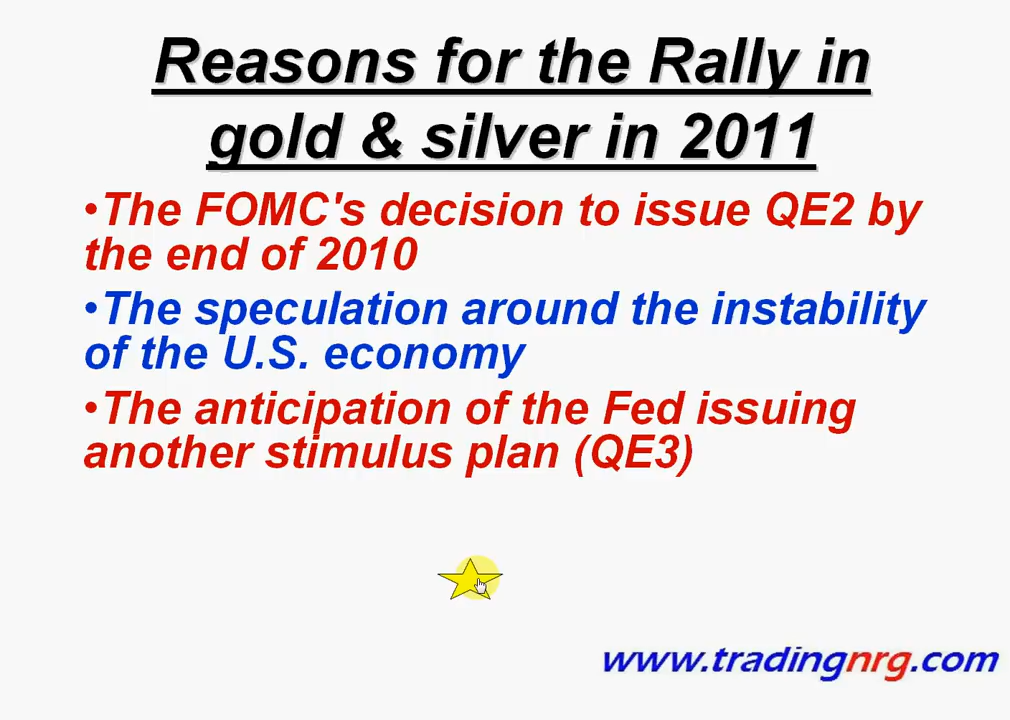 Reasons for the Rally in
gold & silver in 2011
•The FOMC's decision to issue QE2 by
the end of 2010
•The speculation around the instability
of the U.S. economy
•The anticipation of the Fed issuing
another stimulus plan (QE3)
www.tradingnrg.com